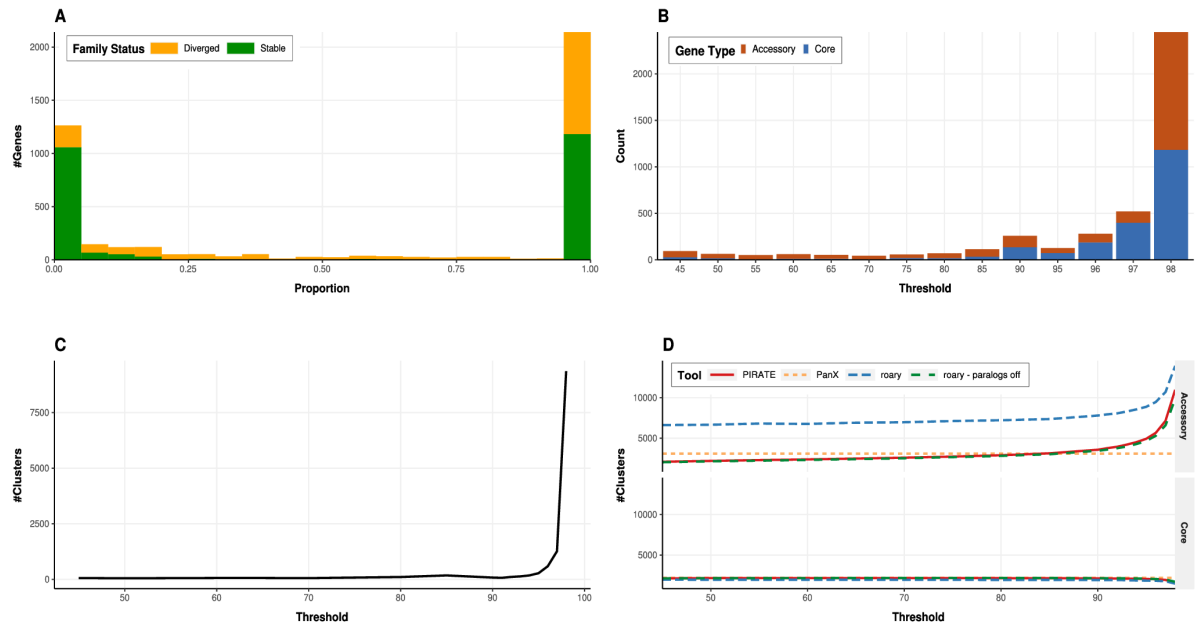 A
Family Status Diverged Stable
2000
1500
1000
500
0
#Genes
0.00 0.25 0.50 0.75 1.00
Proportion
B
Gene Type Accessory Core
2000
1500
1000
500
0
Count
45 50 55 60 65 70 75 80 85 90 95 96 97 98
Threshold
C
7500
5000
2500
0
#Clusters
50 60 70 80 90 100
Threshold
D
Tool PIRATE PanX roary roary - paralogs off
10000
5000
Accessory
#Clusters
10000
5000
Core
50 60 70 80 90
Threshold